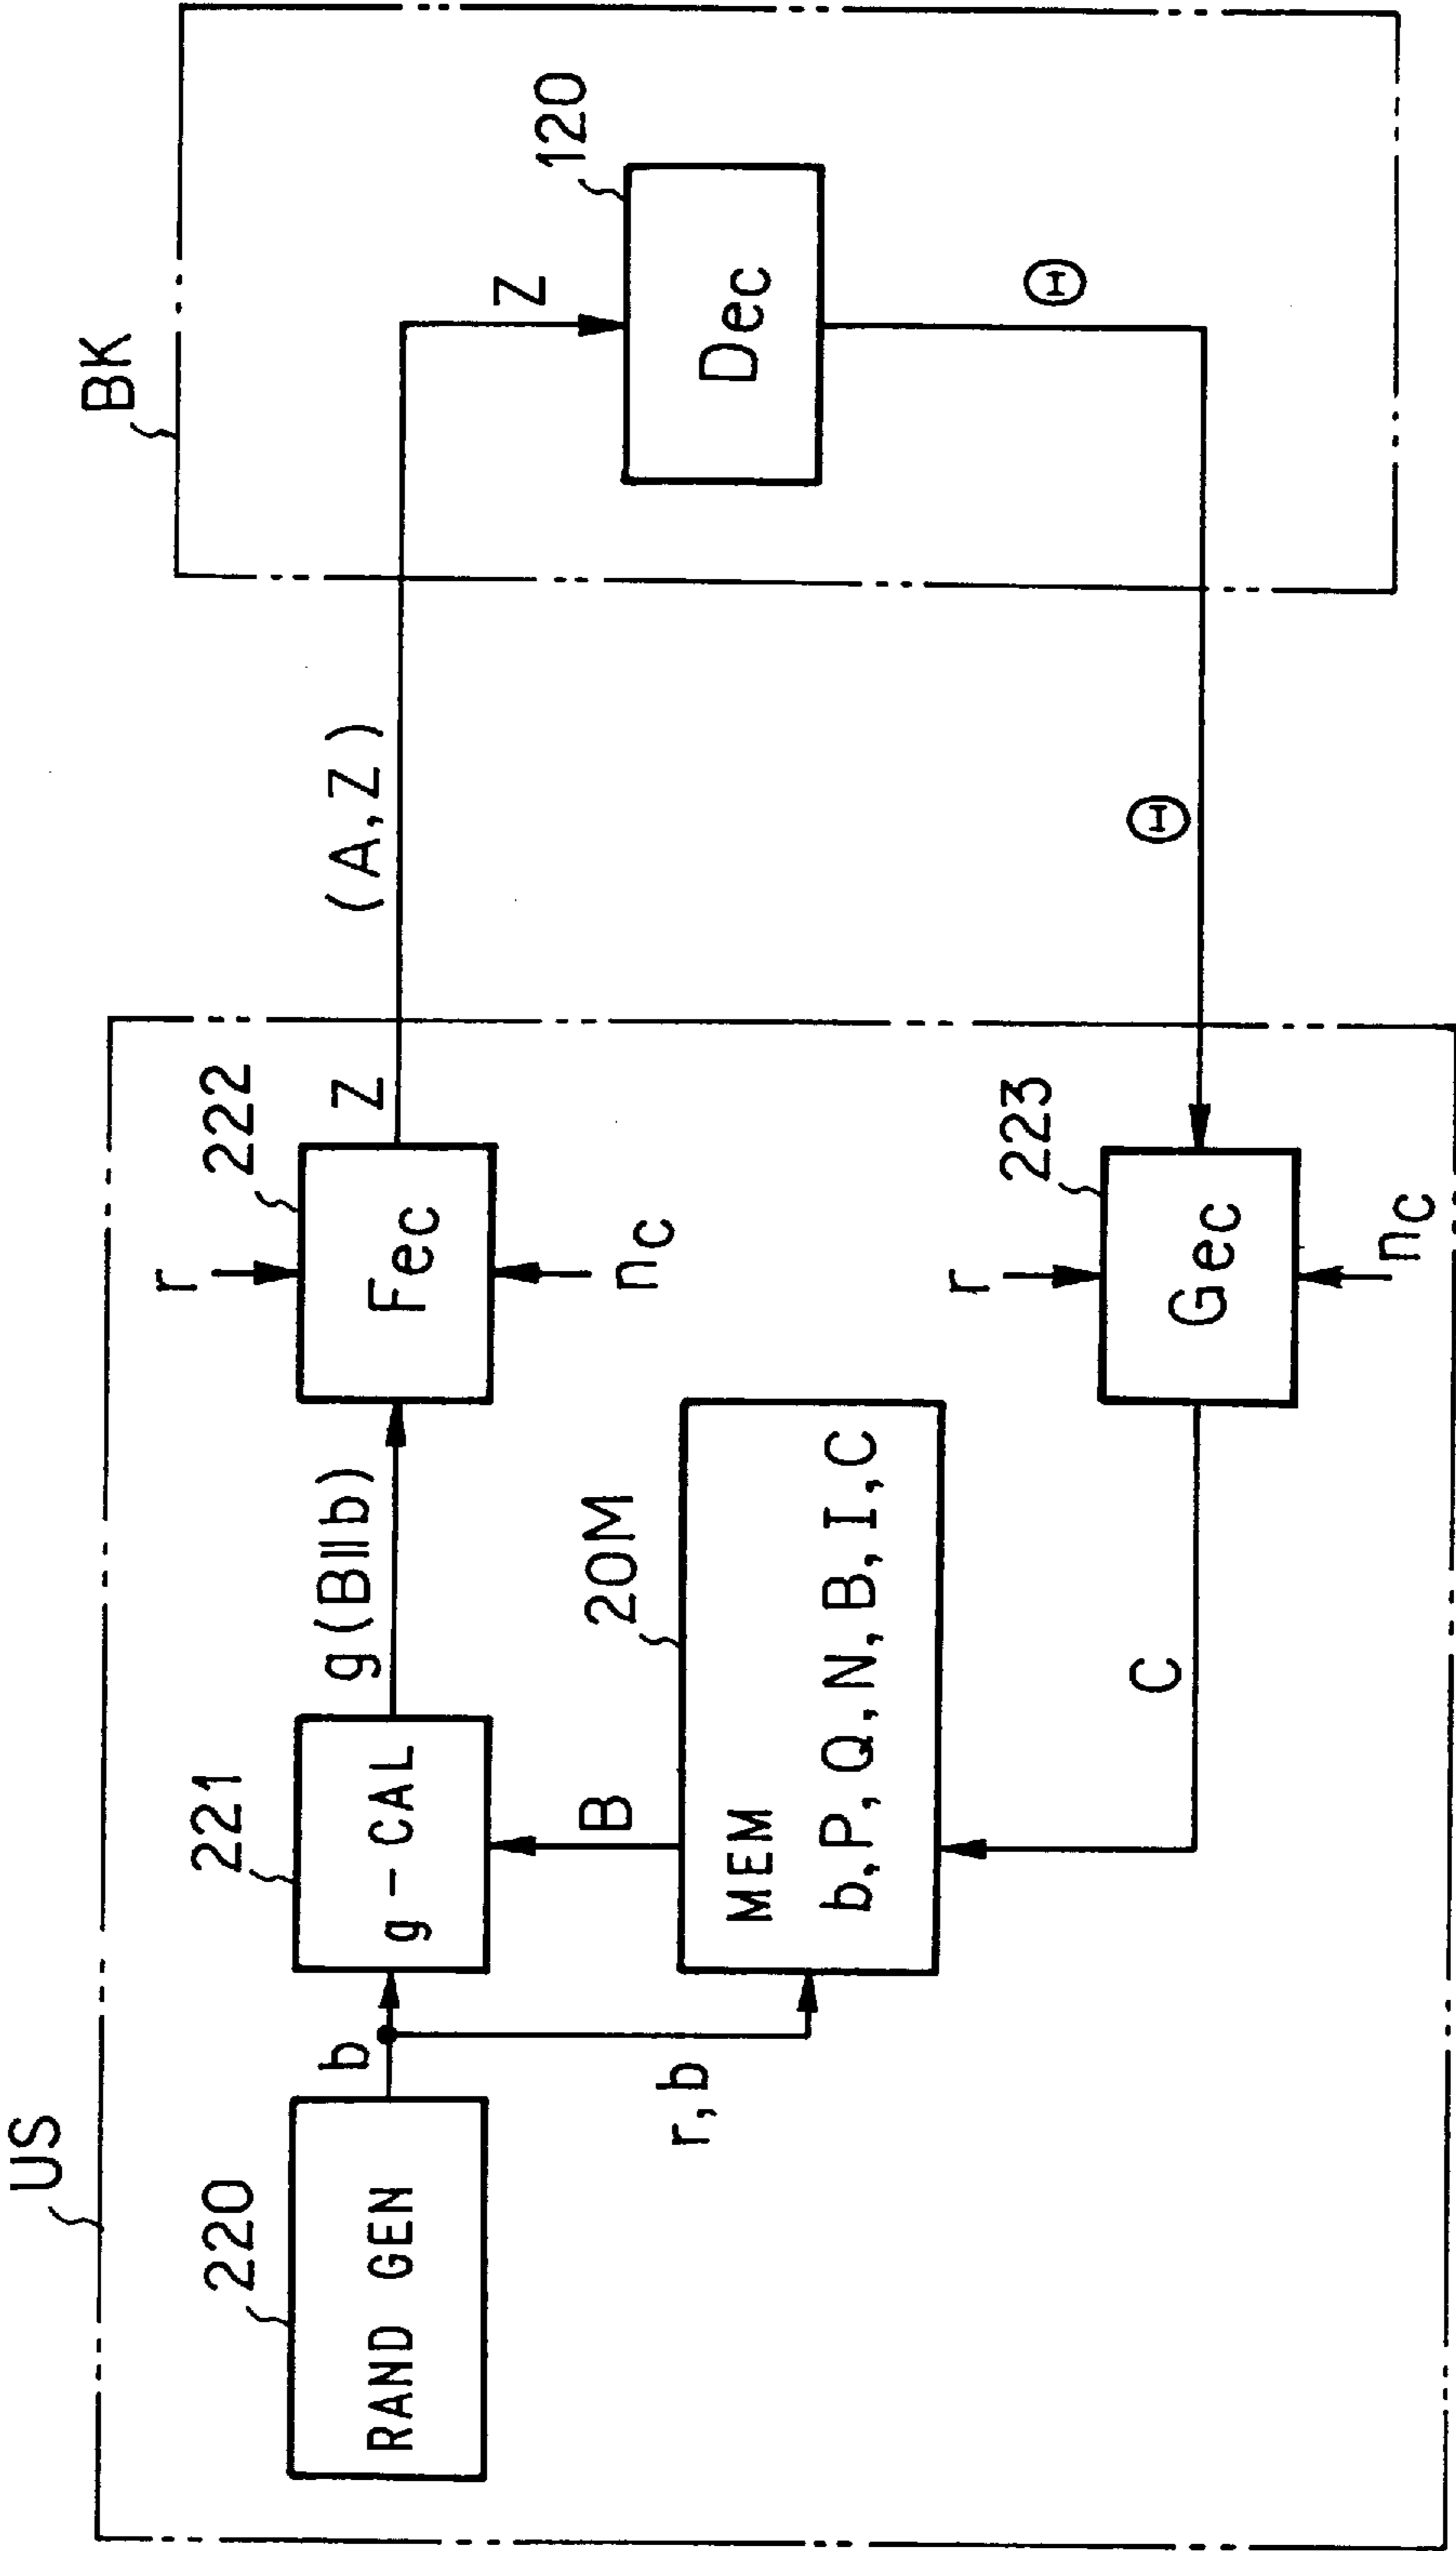 US
BK
220
RAND GEN
b
r,b
221
g-CAL
g(B∥b)
B
20M
MEM
b,P,Q,N,B,I,C
222
r
Fec
nC
Z
(A,Z)
Z
120
Dec
Θ
Θ
223
r
Gec
nC
C